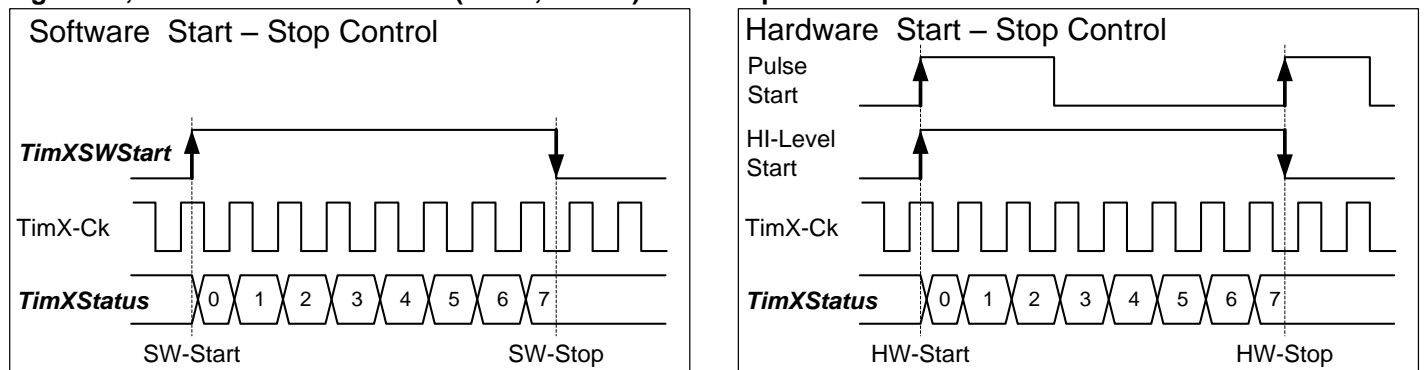 Software Start – Stop Control
TimXSWStart
TimX-Ck
TimXStatus
0 1 2 3 4 5 6 7
SW-Start SW-Stop
Hardware Start – Stop Control
Pulse
Start
HI-Level
Start
TimX-Ck
TimXStatus
0 1 2 3 4 5 6 7
HW-Start HW-Stop